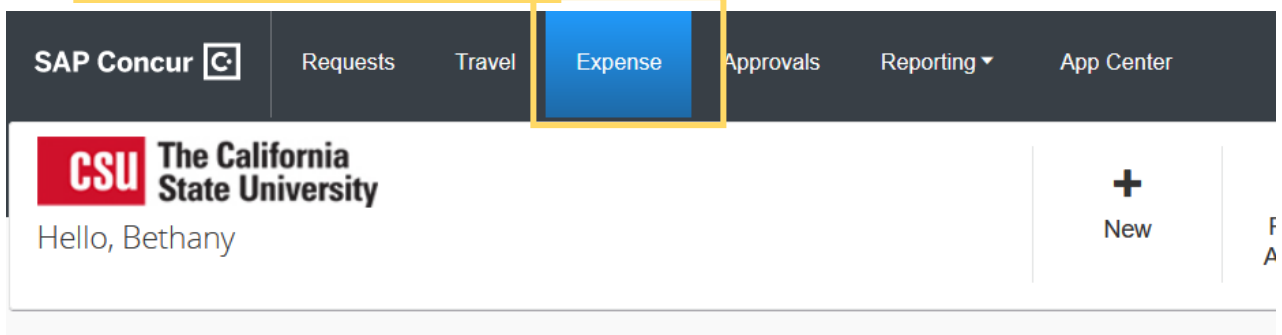 SAP Concur C Requests Travel Expense Approvals Reporting App Center
CSU The California
State University
Hello, Bethany
New